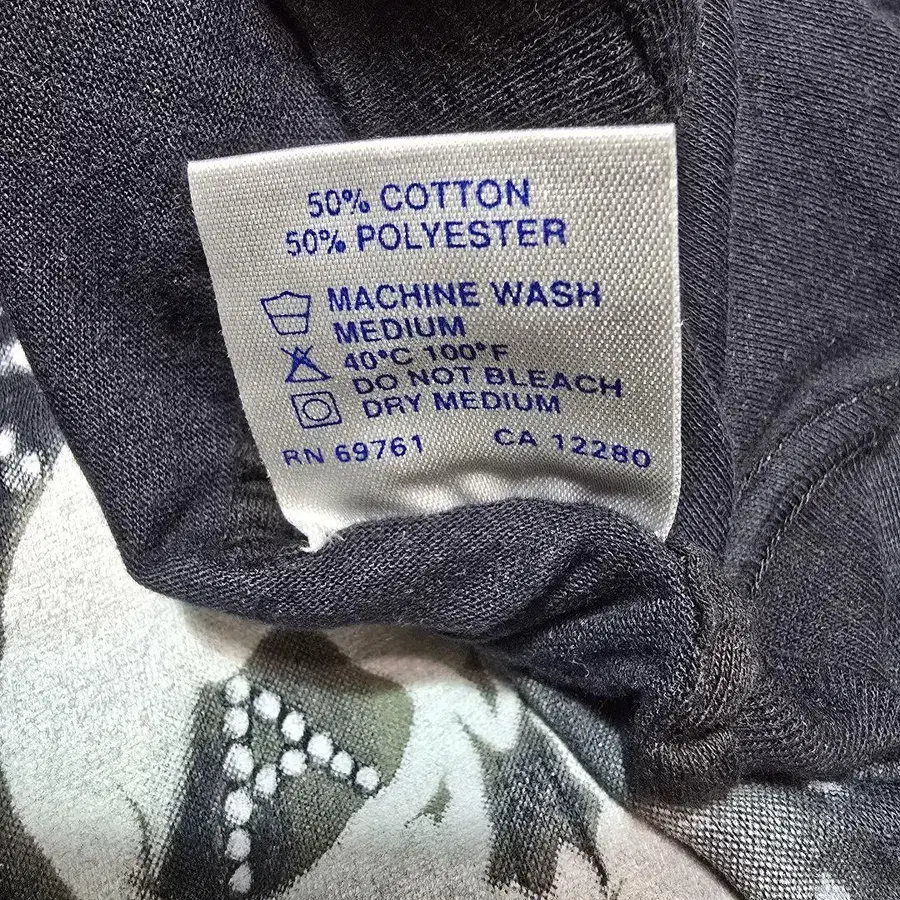 50% COTTON
50% POLYESTER
MACHINE WASH
MEDIUM
40°C 100°F
DO NOT BLEACH
DRY MEDIUM
RN 69761 CA 12280